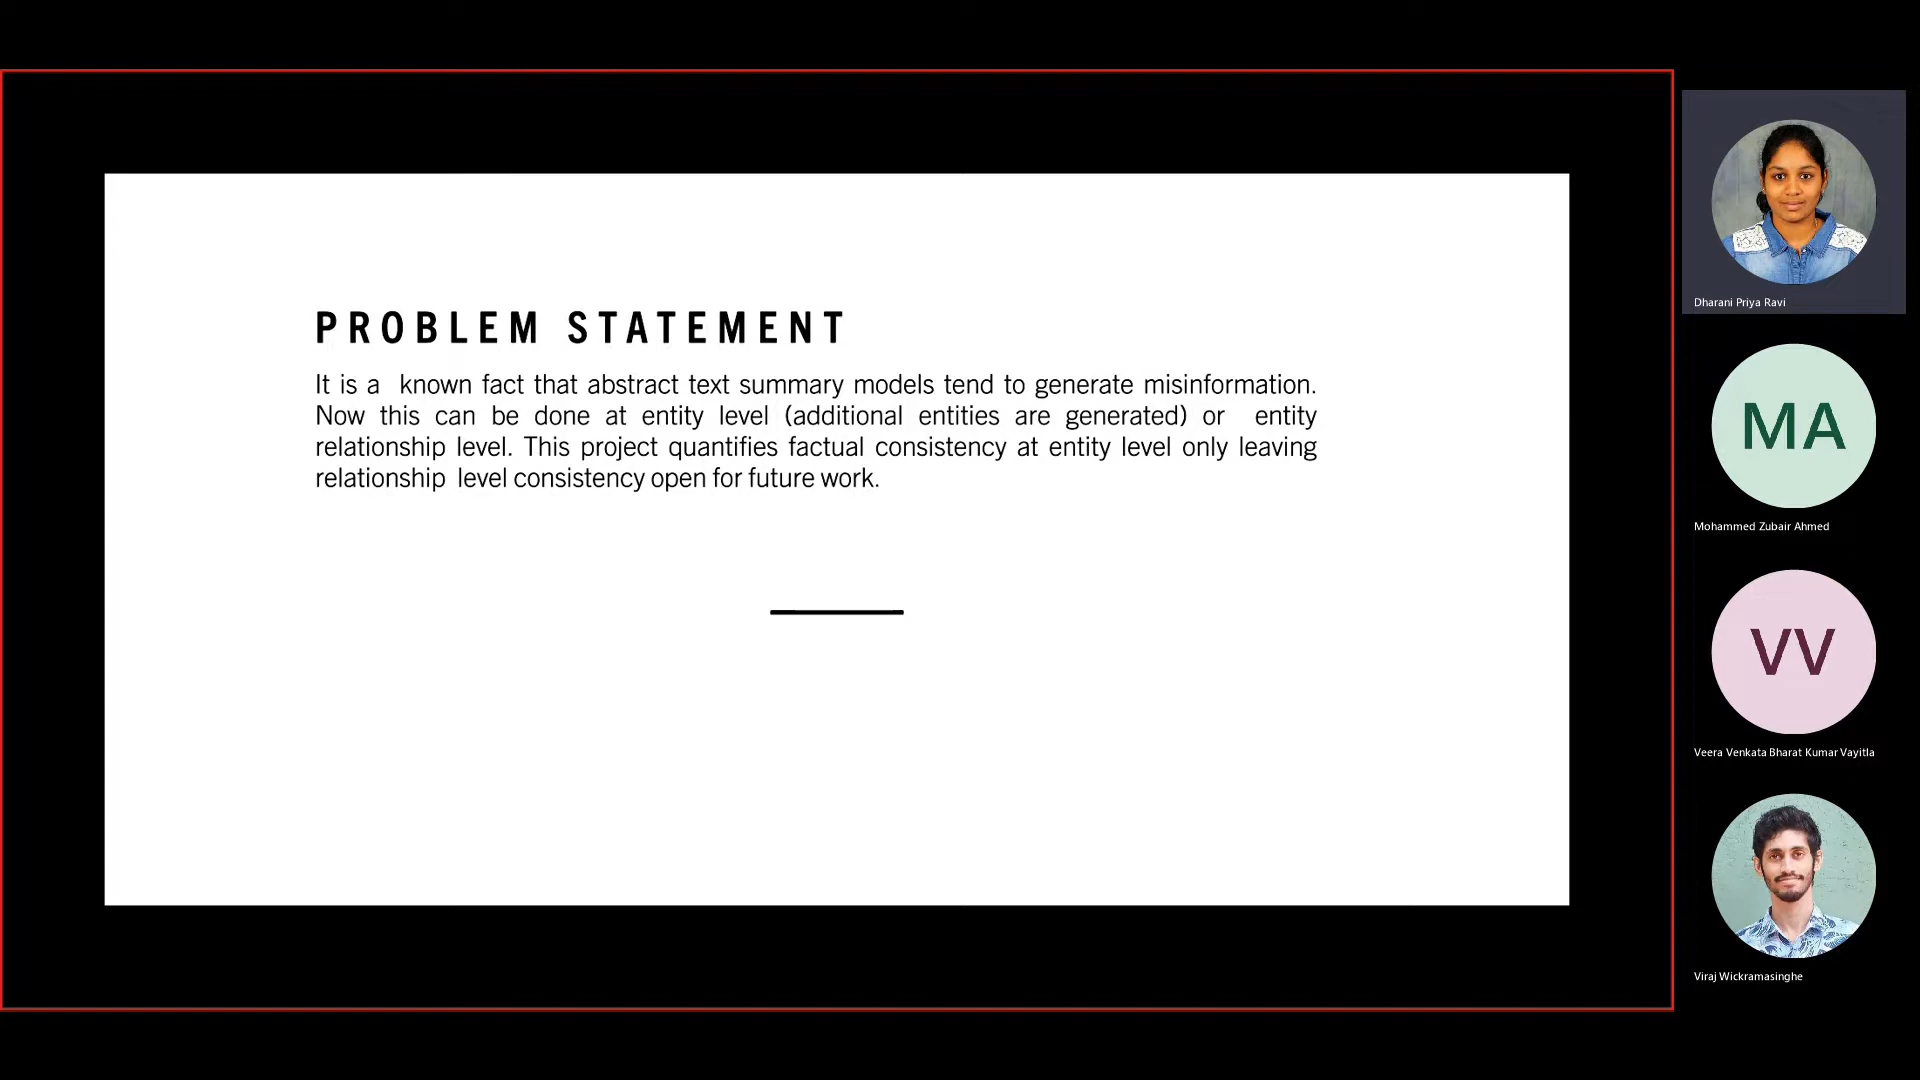 PROBLEM STATEMENT
It is a known fact that abstract text summary models tend to generate misinformation.
Now this can be done at entity level (additional entities are generated) or entity
relationship level. This project quantifies factual consistency at entity level only leaving
relationship level consistency open for future work.
Dharani Priya Ravi
MA
Mohammed Zubair Ahmed
VV
Veera Venkata Bharat Kumar Vayitla
Viraj Wickramasinghe